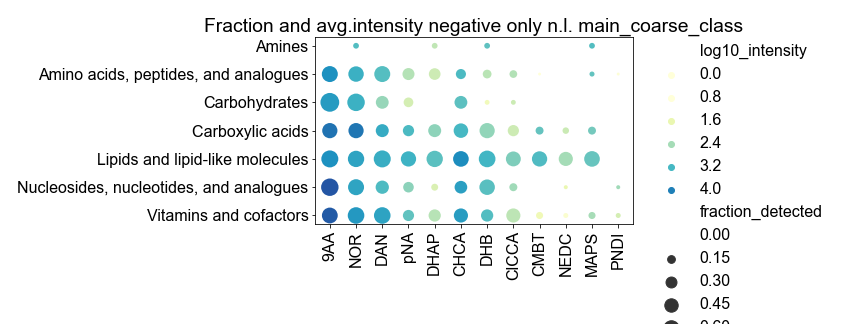 Fraction and avg.intensity negative only n.l. main_coarse_class
Amines
Amino acids, peptides, and analogues
Carbohydrates
Carboxylic acids
Lipids and lipid-like molecules
Nucleosides, nucleotides, and analogues
Vitamins and cofactors
9AA
NOR
DAN
pNA
DHAP
CHCA
DHB
ClCCA
CMBT
NEDC
MAPS
PNDI
log10_intensity
0.0
0.8
1.6
2.4
3.2
4.0
fraction_detected
0.00
0.15
0.30
0.45
0.60